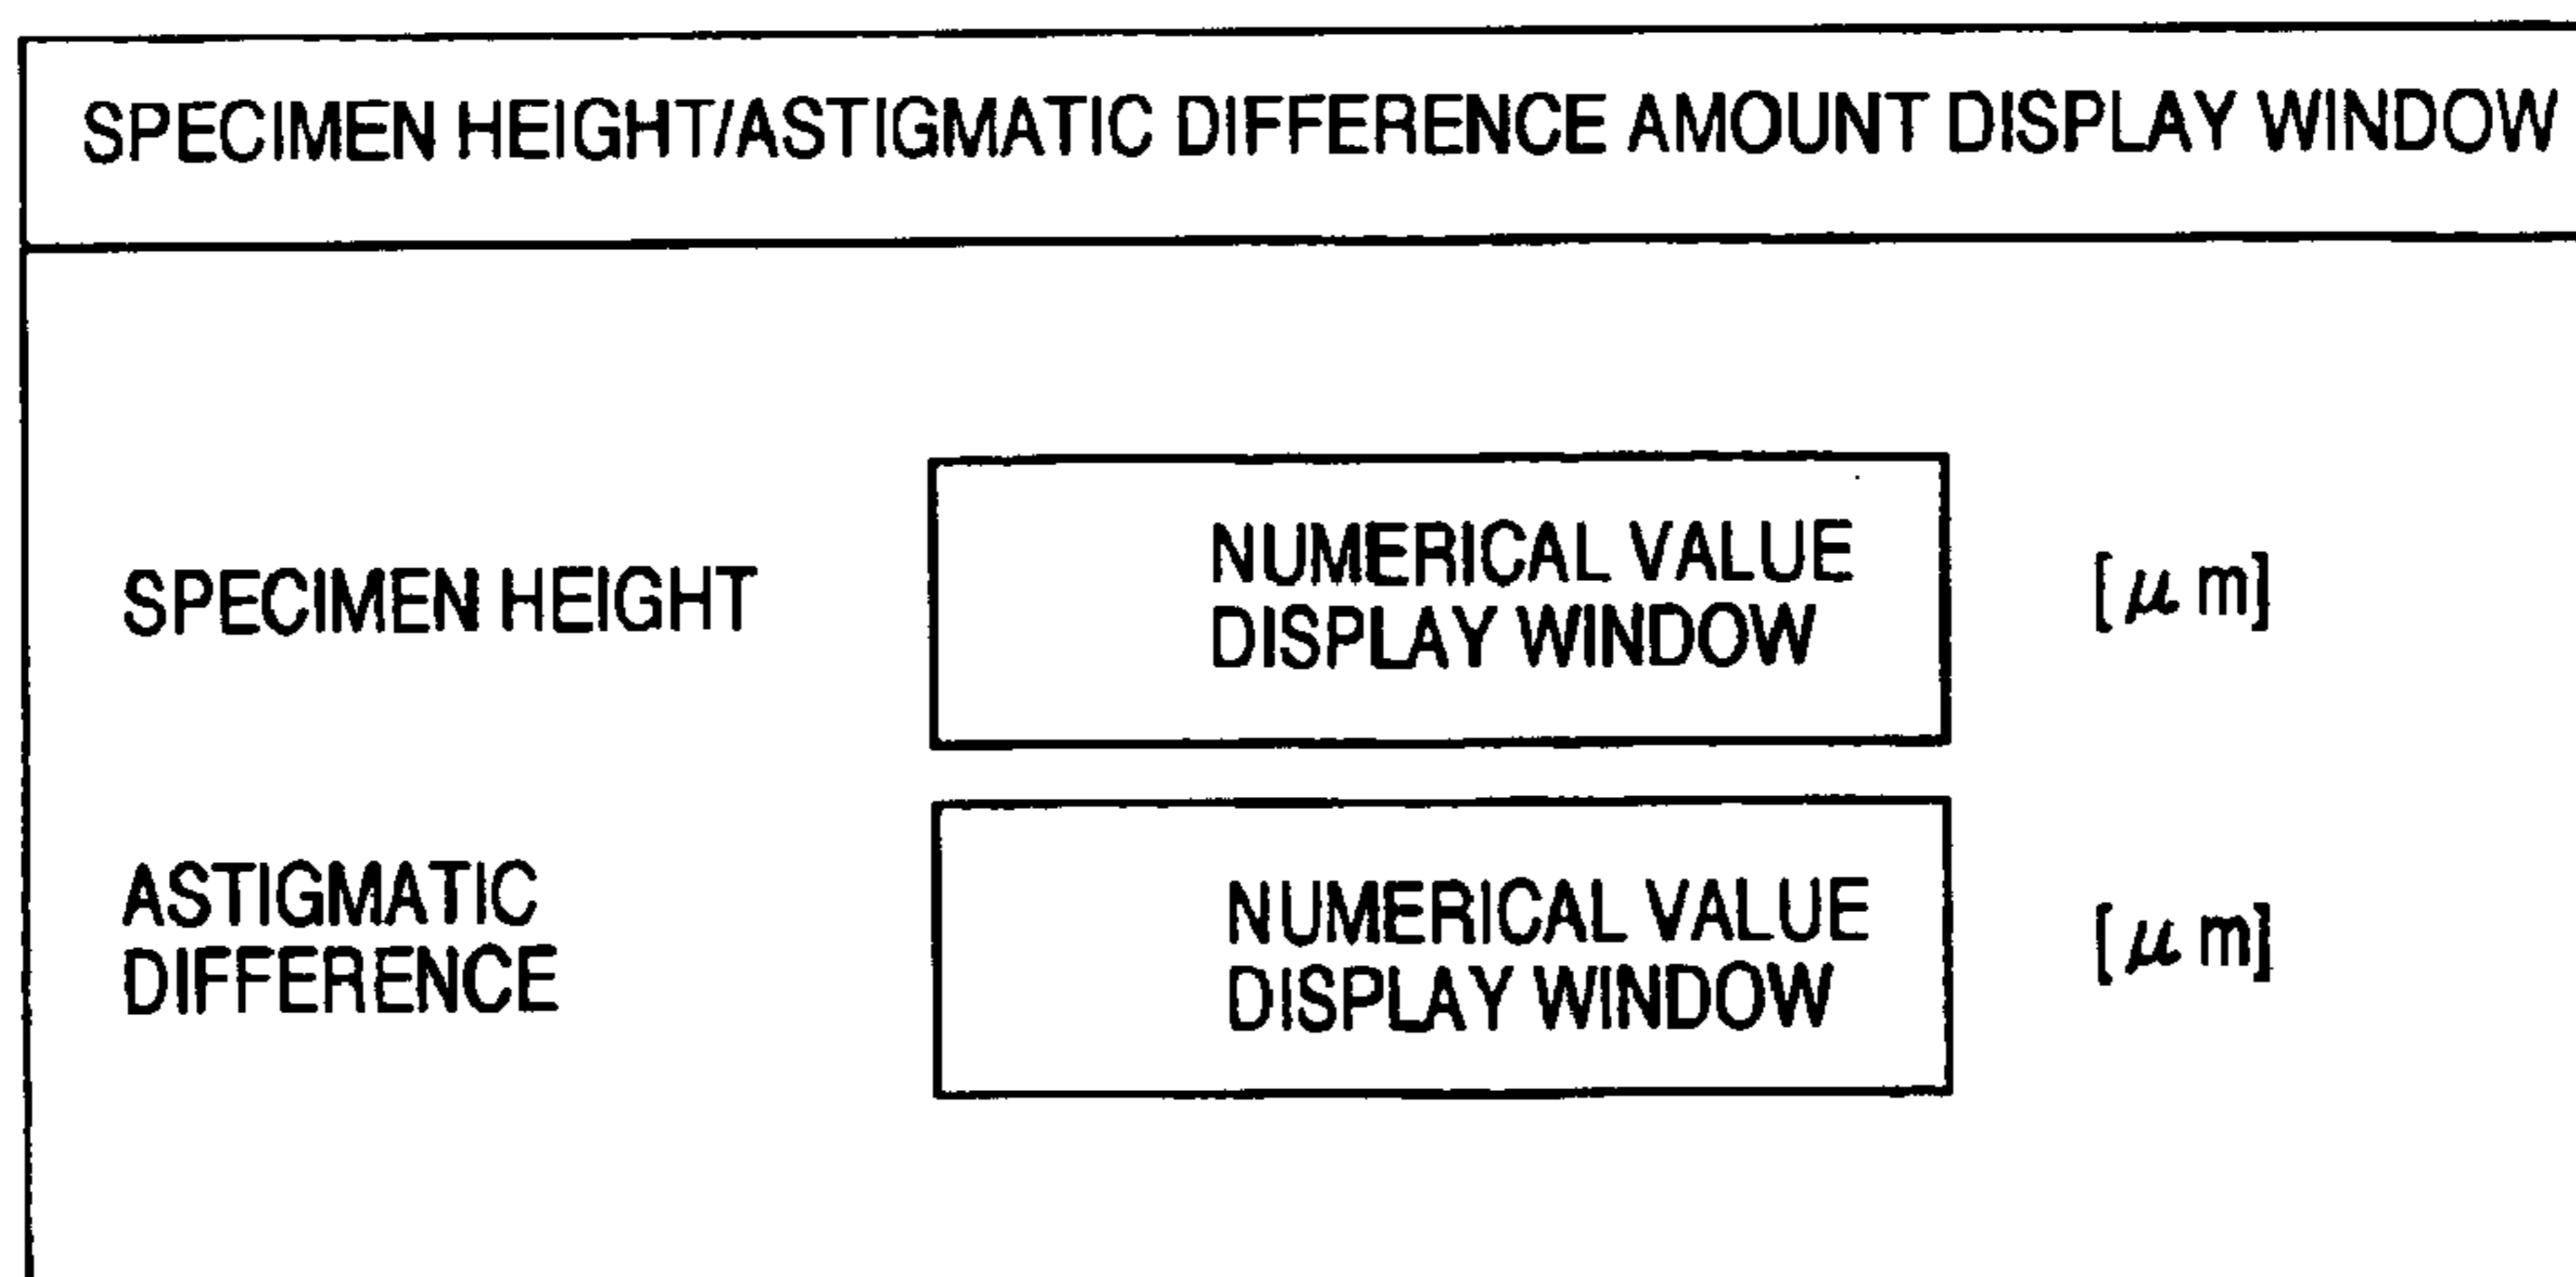 SPECIMEN HEIGHT/ASTIGMATIC DIFFERENCE AMOUNT DISPLAY WINDOW
SPECIMEN HEIGHT
NUMERICAL VALUE
DISPLAY WINDOW
[μm]
ASTIGMATIC
DIFFERENCE
NUMERICAL VALUE
DISPLAY WINDOW
[μm]